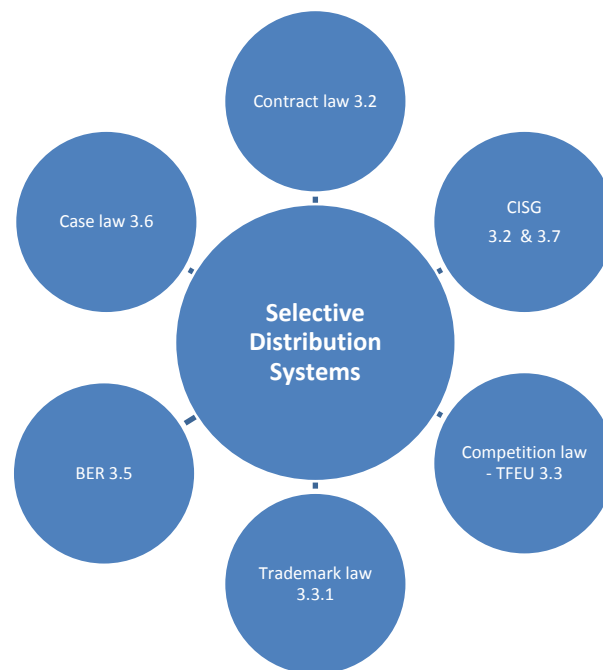 Contract law 3.2
Case law 3.6
CISG
3.2 & 3.7
Selective
Distribution
Systems
BER 3.5
Competition law
- TFEU 3.3
Trademark law
3.3.1